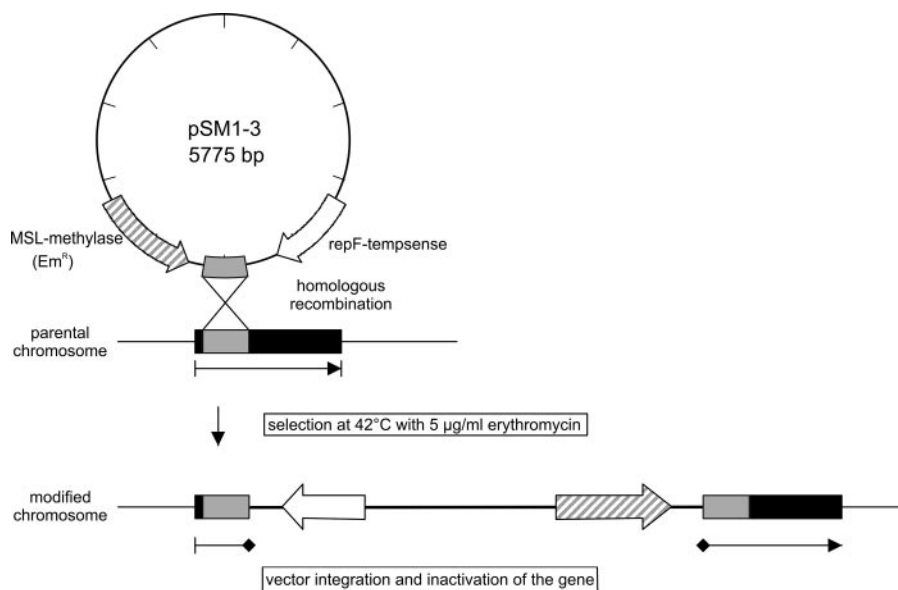 pSM1-3
5775 bp
MSL-methylase
(Em^R)
repF-tempsense
homologous
recombination
parental
chromosome
selection at 42°C with 5 µg/ml erythromycin
modified
chromosome
vector integration and inactivation of the gene